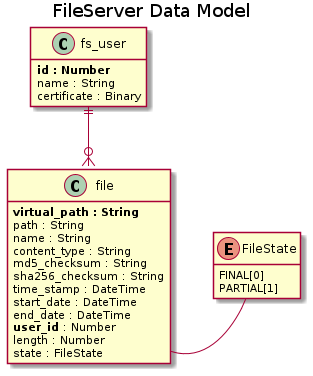 FileServer Data Model
C fs_user
id : Number
name : String
certificate : Binary
C file
virtual_path : String
path : String
name : String
content_type : String
md5_checksum : String
sha256_checksum : String
time_stamp : DateTime
start_date : DateTime
end_date : DateTime
user_id : Number
length : Number
state : FileState
E FileState
FINAL[0]
PARTIAL[1]